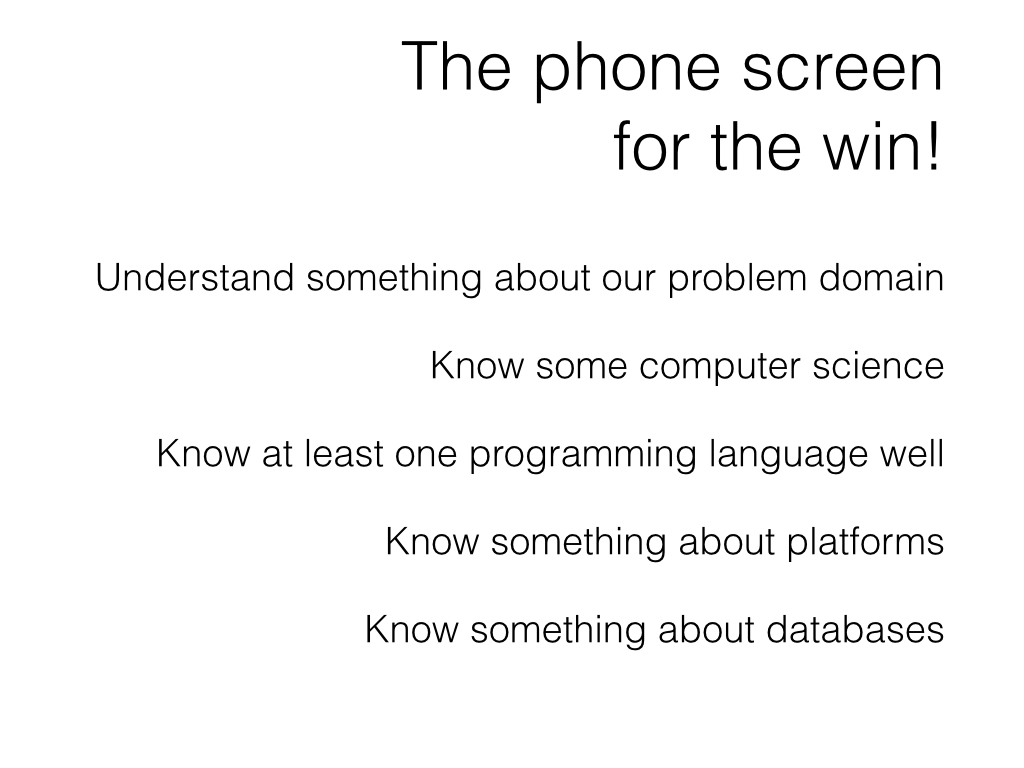 The phone screen
for the win!
Understand something about our problem domain
Know some computer science
Know at least one programming language well
Know something about platforms
Know something about databases